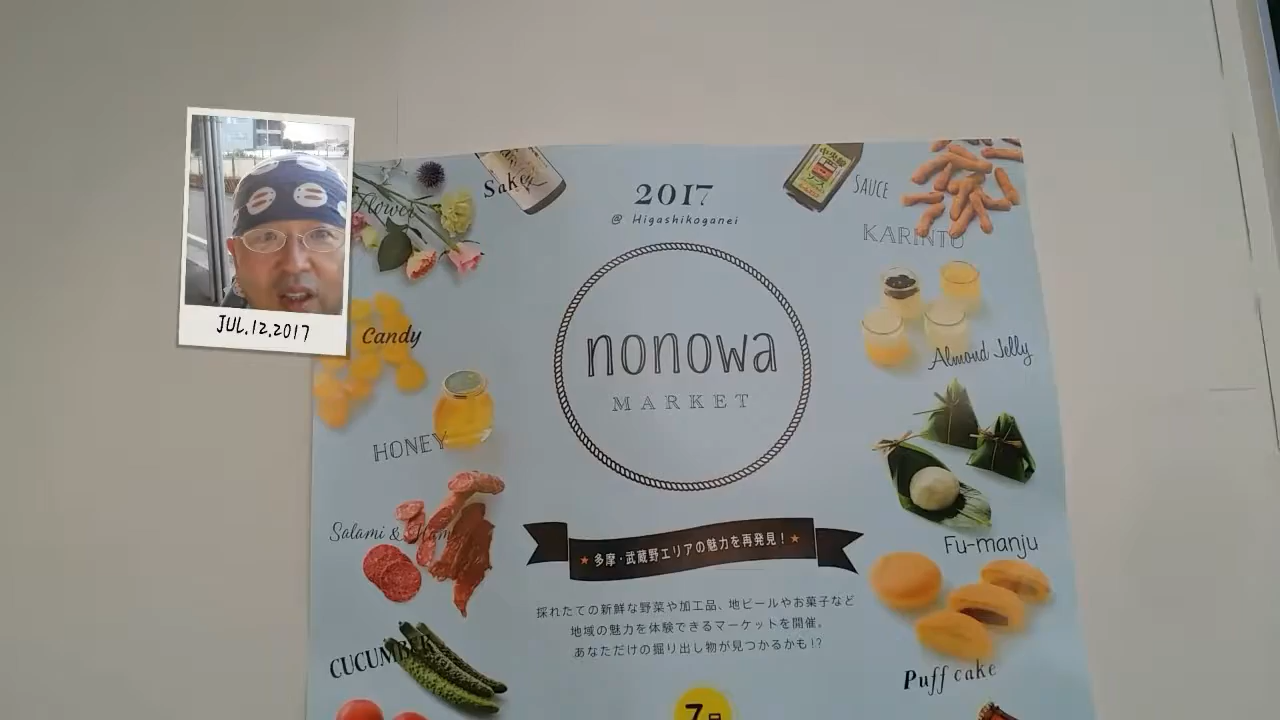 JUL.12.2017
Flower
Sake
2017
@ Higashikoganei
SAUCE
KARINTO
Candy
nonowa
MARKET
Almond Jelly
HONEY
Salami & Ham
★多摩・武蔵野エリアの魅力を再発見！★
Fu-manju
採れたての新鮮な野菜や加工品、地ビールやお菓子など
地域の魅力を体験できるマーケットを開催。
あなただけの掘り出し物が見つかるかも!?
CUCUMBER
Puff cake
7